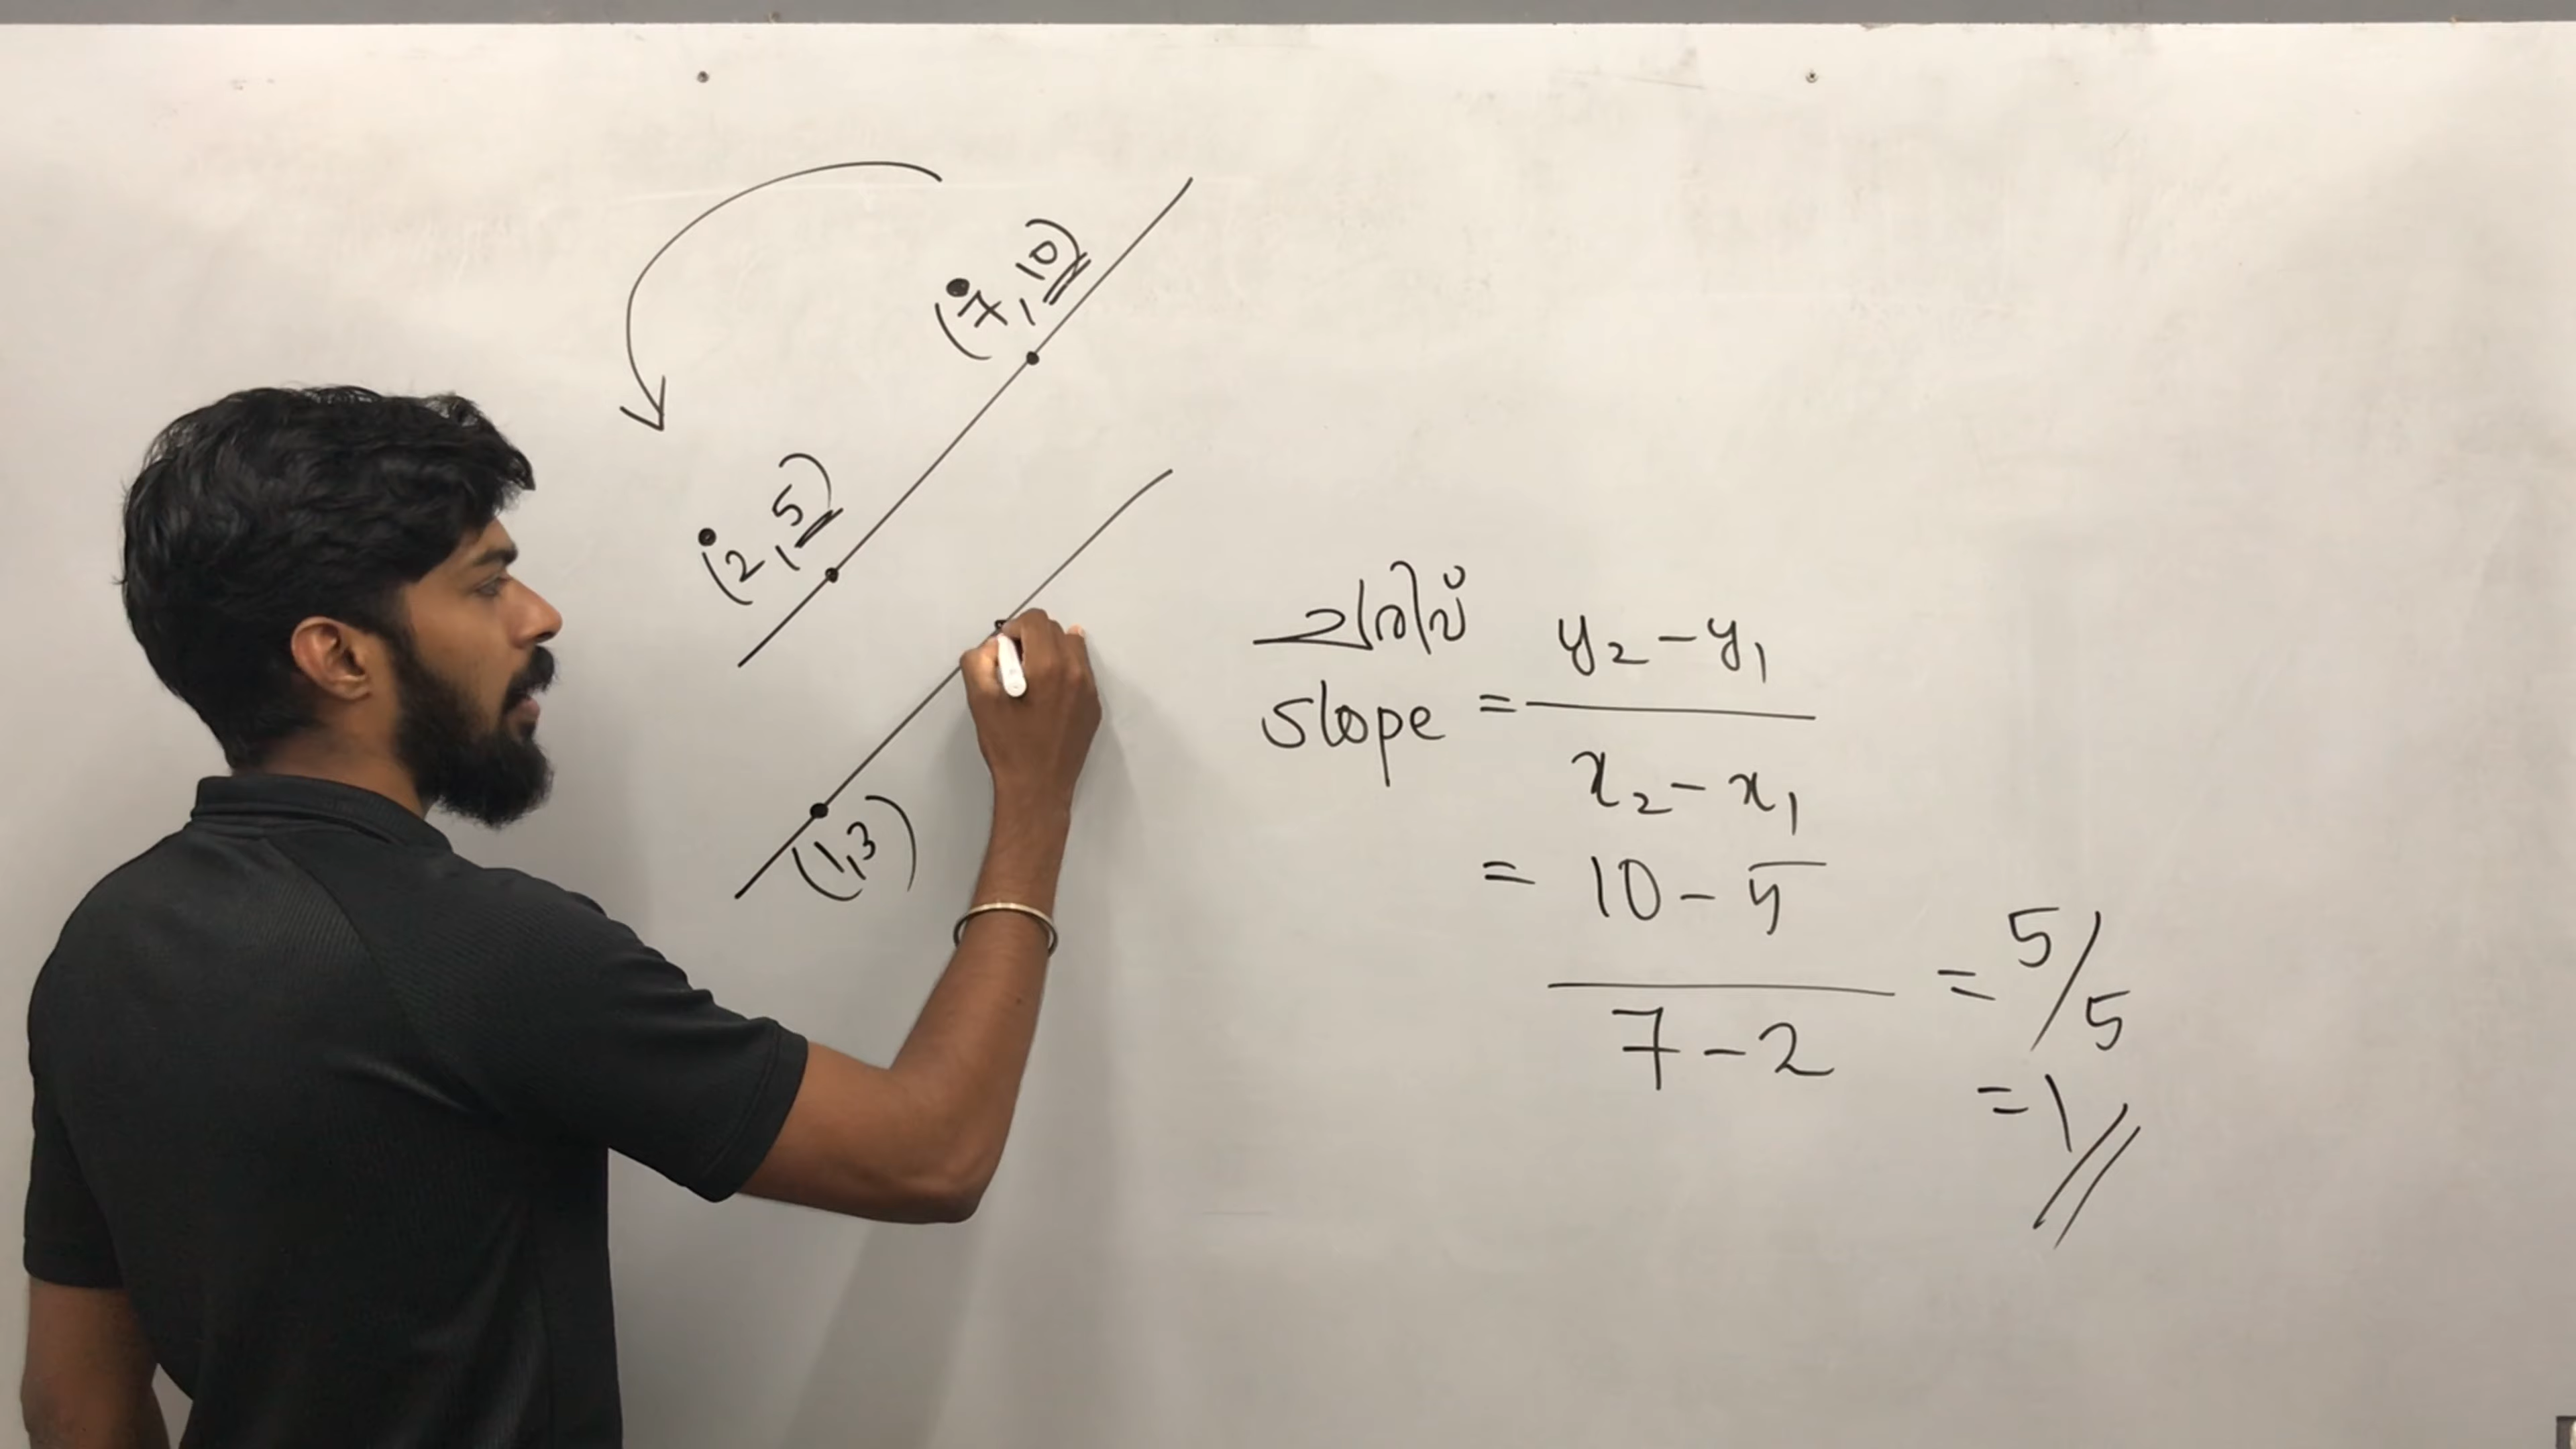 (7, 10)
(2, 5)
(1,3)
ചരിവ്
slope = y₂ - y₁
x₂ - x₁
= 10 - 5
7 - 2
= 5/5
= 1